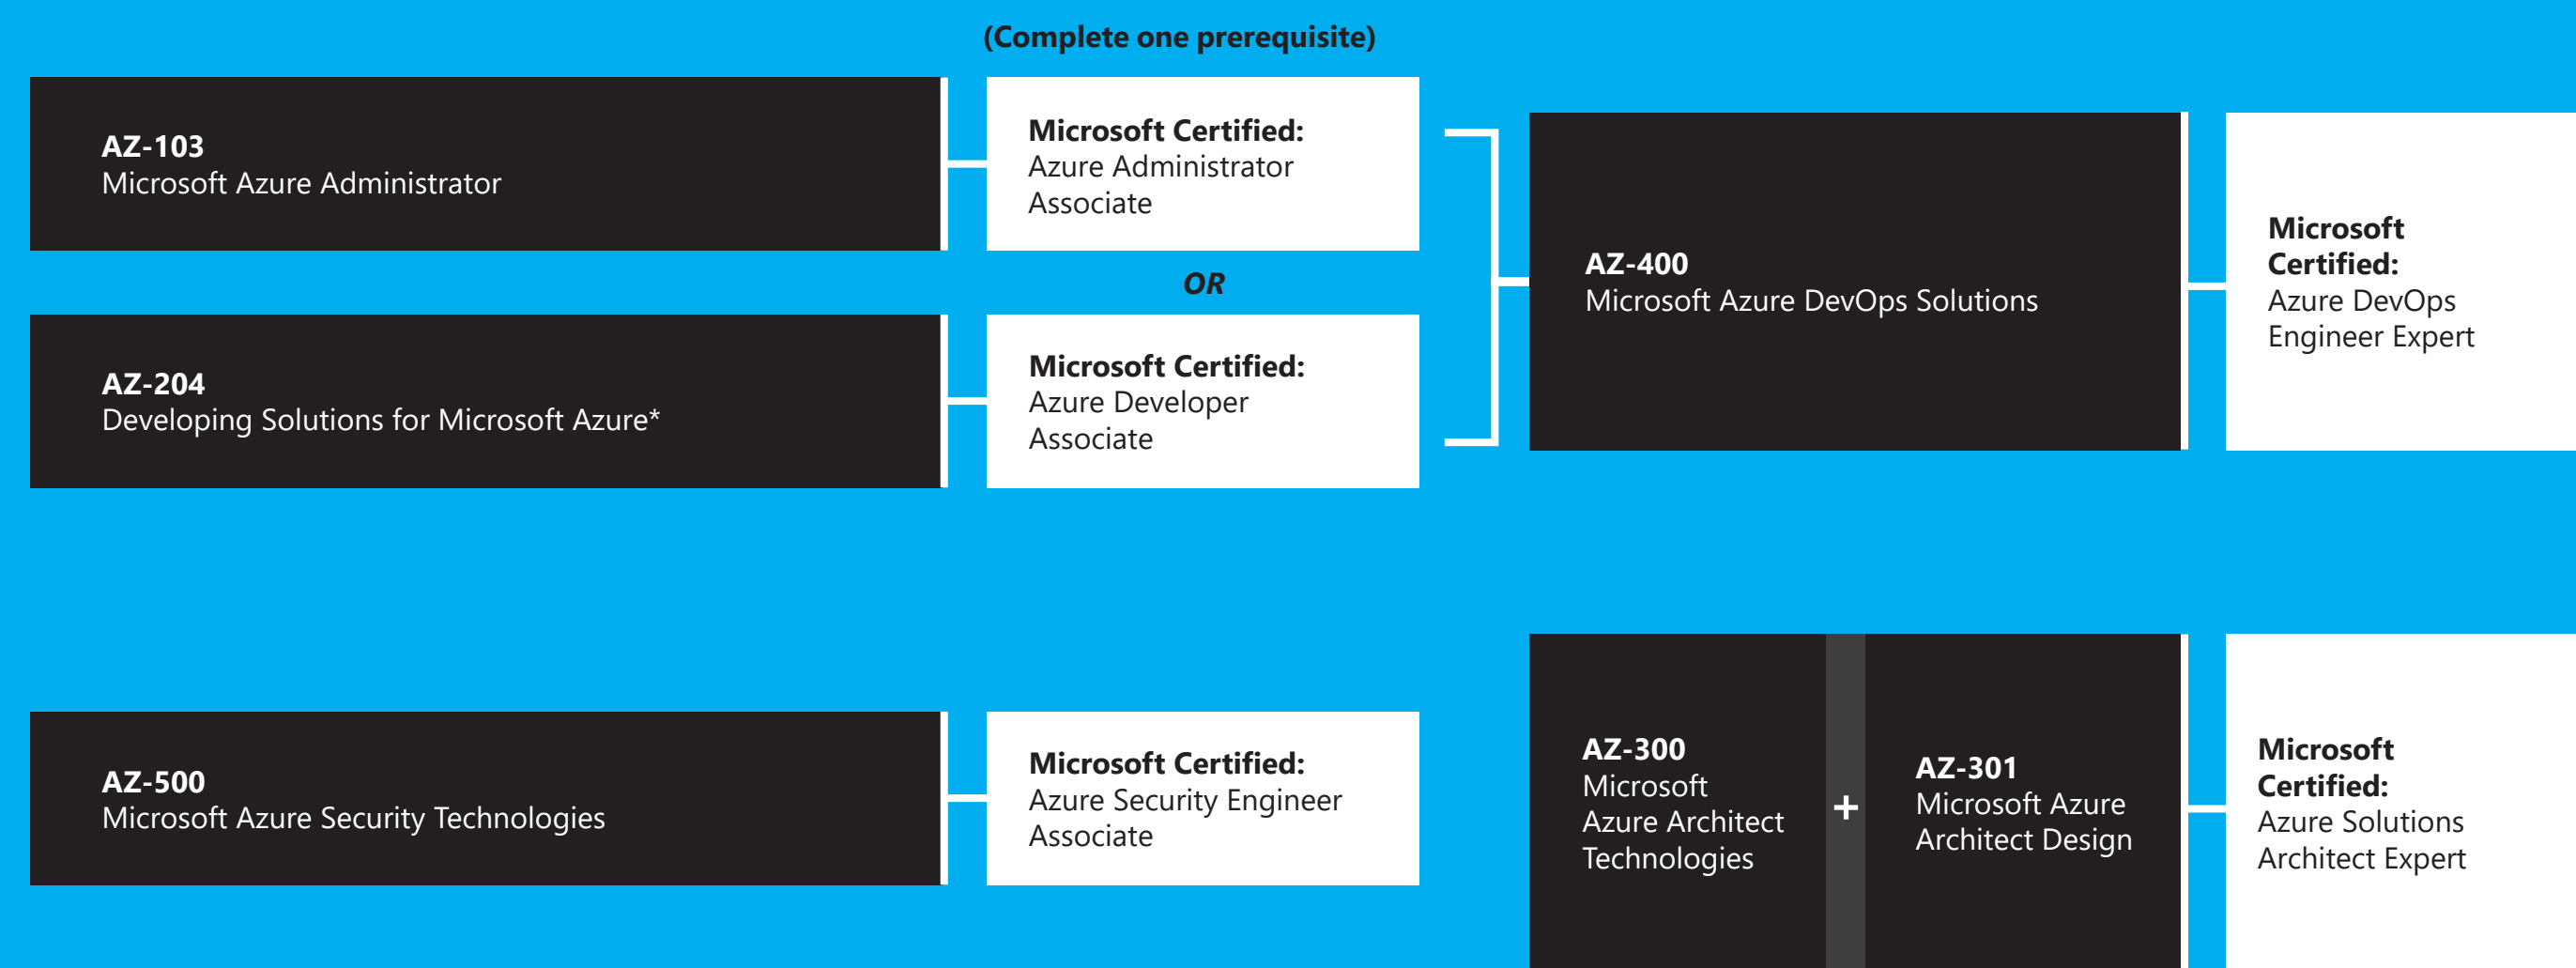 (Complete one prerequisite)
AZ-103
Microsoft Azure Administrator
Microsoft Certified:
Azure Administrator
Associate
OR
AZ-204
Developing Solutions for Microsoft Azure*
Microsoft Certified:
Azure Developer
Associate
AZ-400
Microsoft Azure DevOps Solutions
Microsoft
Certified:
Azure DevOps
Engineer Expert
AZ-500
Microsoft Azure Security Technologies
Microsoft Certified:
Azure Security Engineer
Associate
AZ-300
Microsoft
Azure Architect
Technologies
+
AZ-301
Microsoft Azure
Architect Design
Microsoft
Certified:
Azure Solutions
Architect Expert